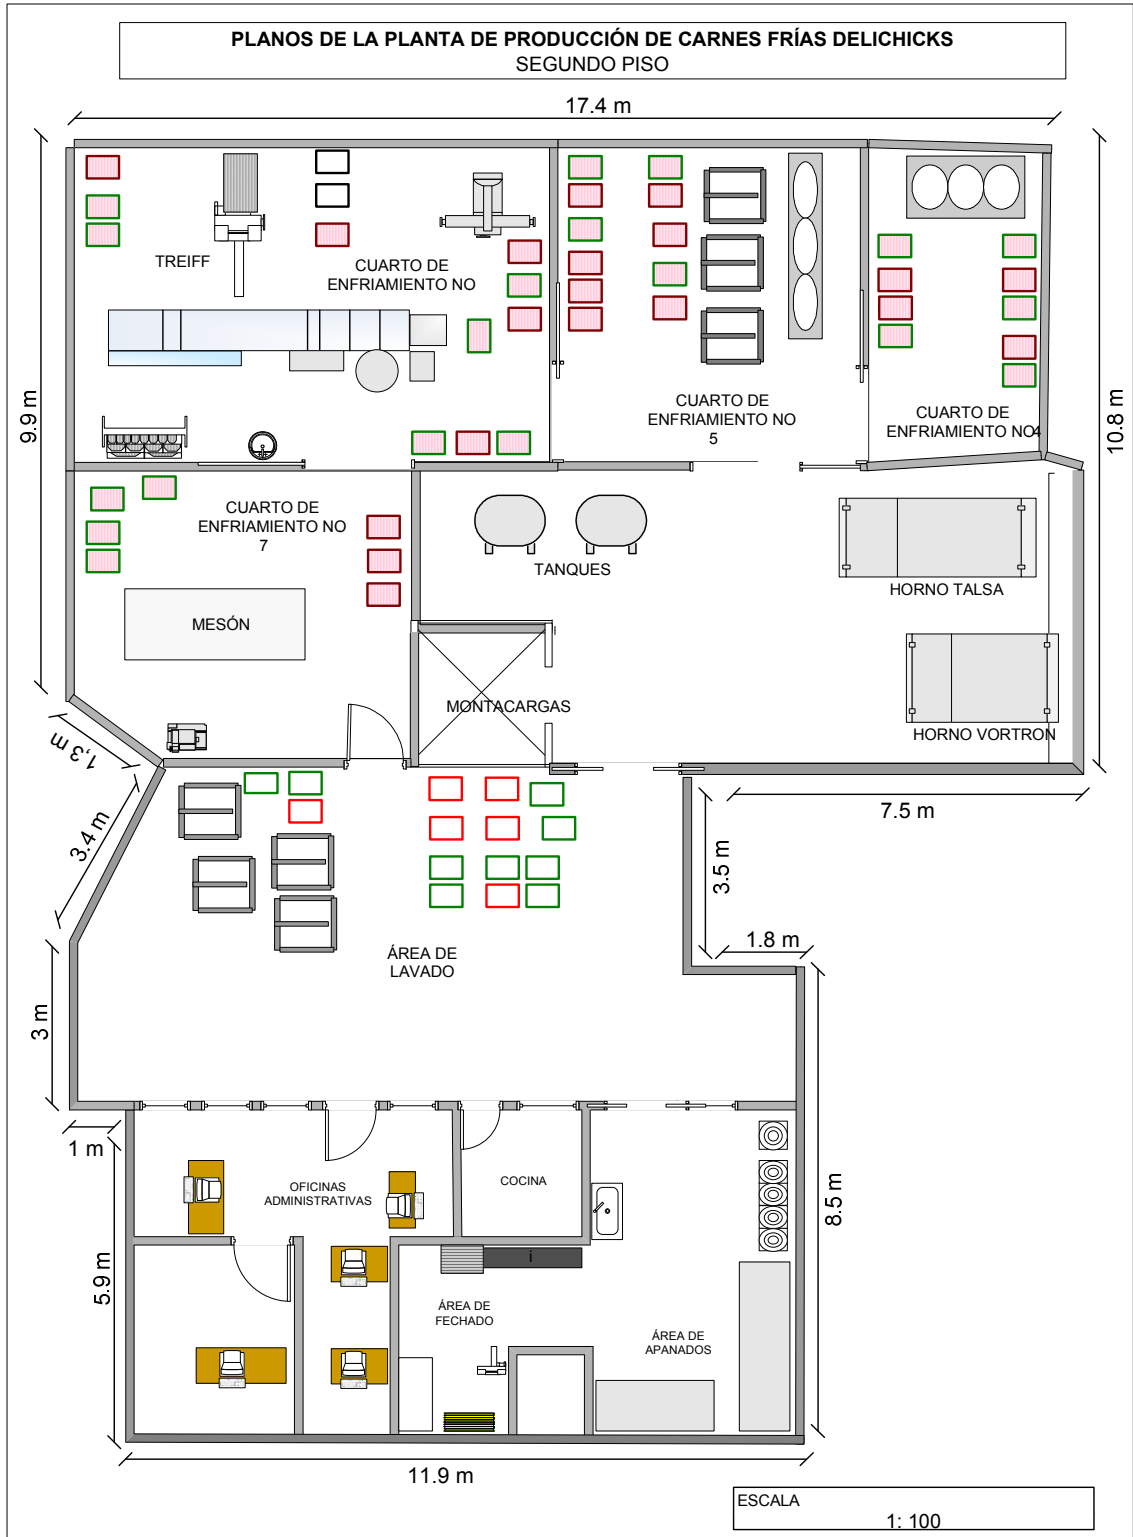 PLANOS DE LA PLANTA DE PRODUCCIÓN DE CARNES FRÍAS DELICHICKS
SEGUNDO PISO
17.4 m
9.9 m
10.8 m
TREIFF
CUARTO DE
ENFRIAMIENTO NO
CUARTO DE
ENFRIAMIENTO NO
5
CUARTO DE
ENFRIAMIENTO NO4
CUARTO DE
ENFRIAMIENTO NO
7
TANQUES
HORNO TALSA
MESÓN
MONTACARGAS
HORNO VORTRON
1,3 m
3.4 m
7.5 m
3.5 m
1.8 m
ÁREA DE
LAVADO
3 m
1 m
OFICINAS
ADMINISTRATIVAS
COCINA
8.5 m
5.9 m
i
ÁREA DE
FECHADO
ÁREA DE
APANADOS
11.9 m
ESCALA
1: 100